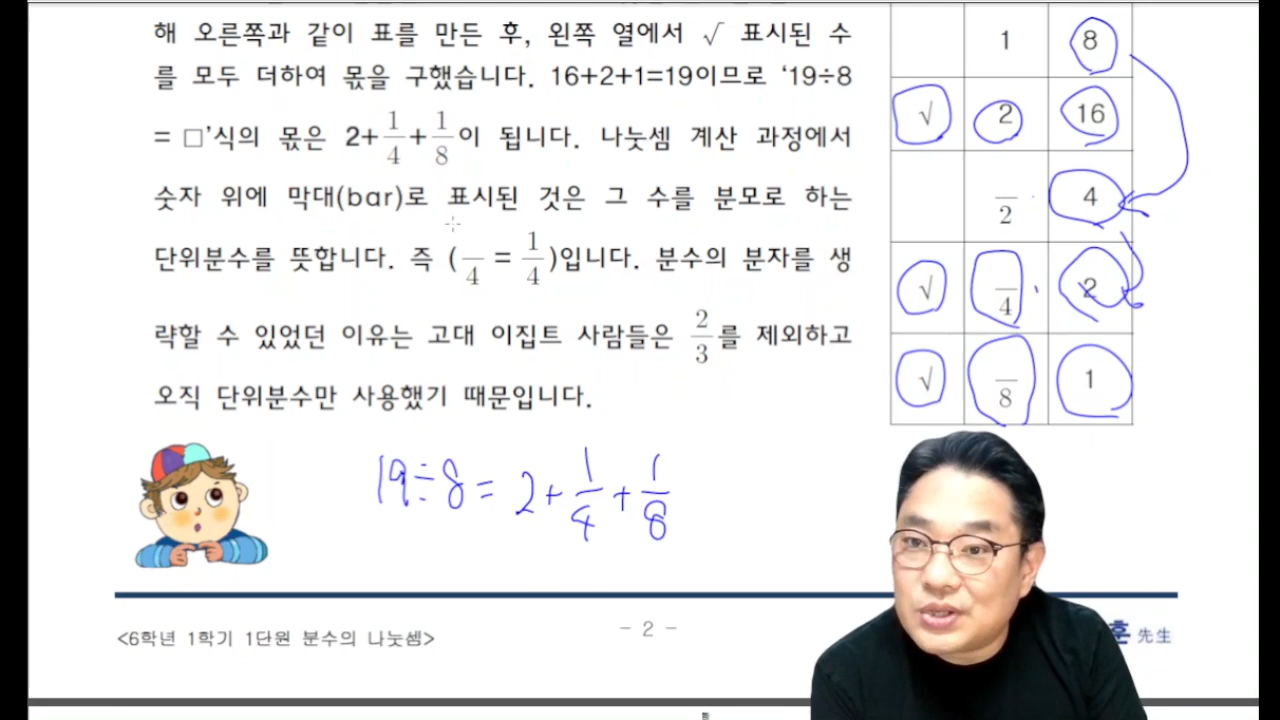 해 오른쪽과 같이 표를 만든 후, 왼쪽 열에서 √ 표시된 수
를 모두 더하여 몫을 구했습니다. 16+2+1=19이므로 ‘19÷8
= □’식의 몫은 2+1/4+1/8이 됩니다. 나눗셈 계산 과정에서
숫자 위에 막대(bar)로 표시된 것은 그 수를 분모로 하는
단위분수를 뜻합니다. 즉 (‾4 = 1/4)입니다. 분수의 분자를 생
략할 수 있었던 이유는 고대 이집트 사람들은 2/3를 제외하고
오직 단위분수만 사용했기 때문입니다.
1 8
√ 2 16
‾2 4
√ ‾4 2
√ ‾8 1
19÷8=2+1/4+1/8
<6학년 1학기 1단원 분수의 나눗셈>
- 2 -
훈 先生